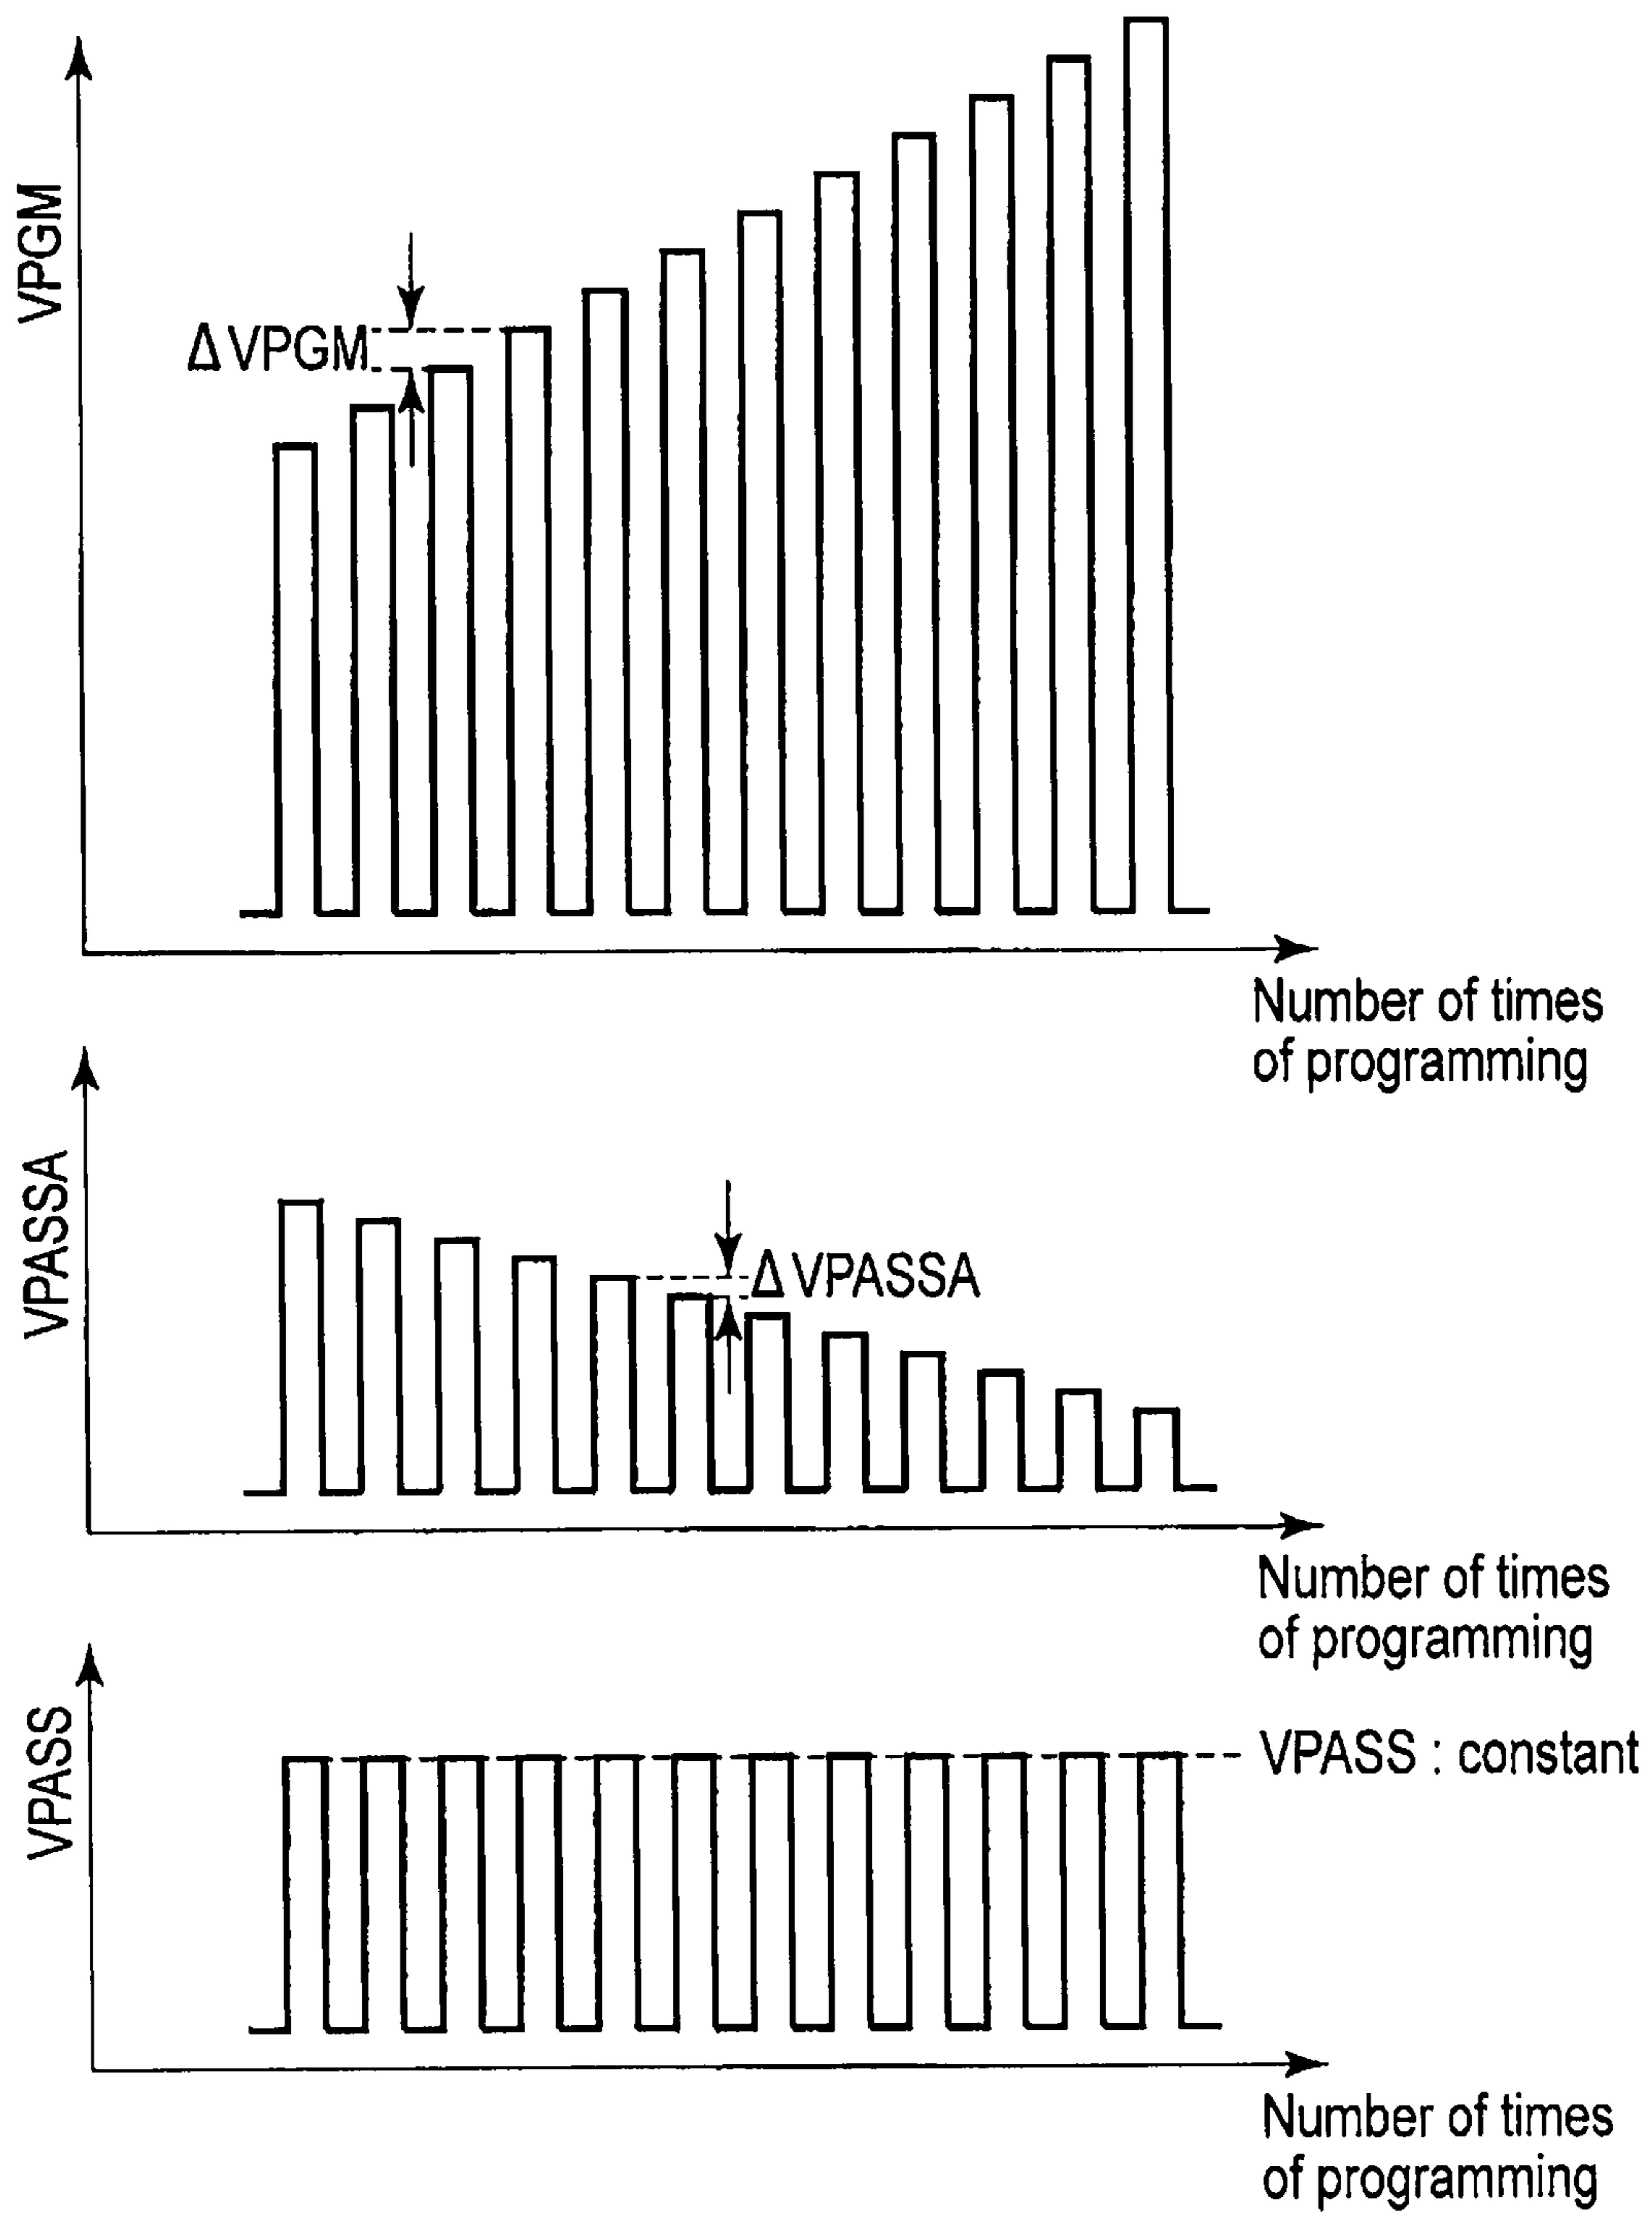 VPGM
ΔVPGM
Number of times
of programming
VPASSA
ΔVPASSA
Number of times
of programming
VPASS
VPASS : constant
Number of times
of programming